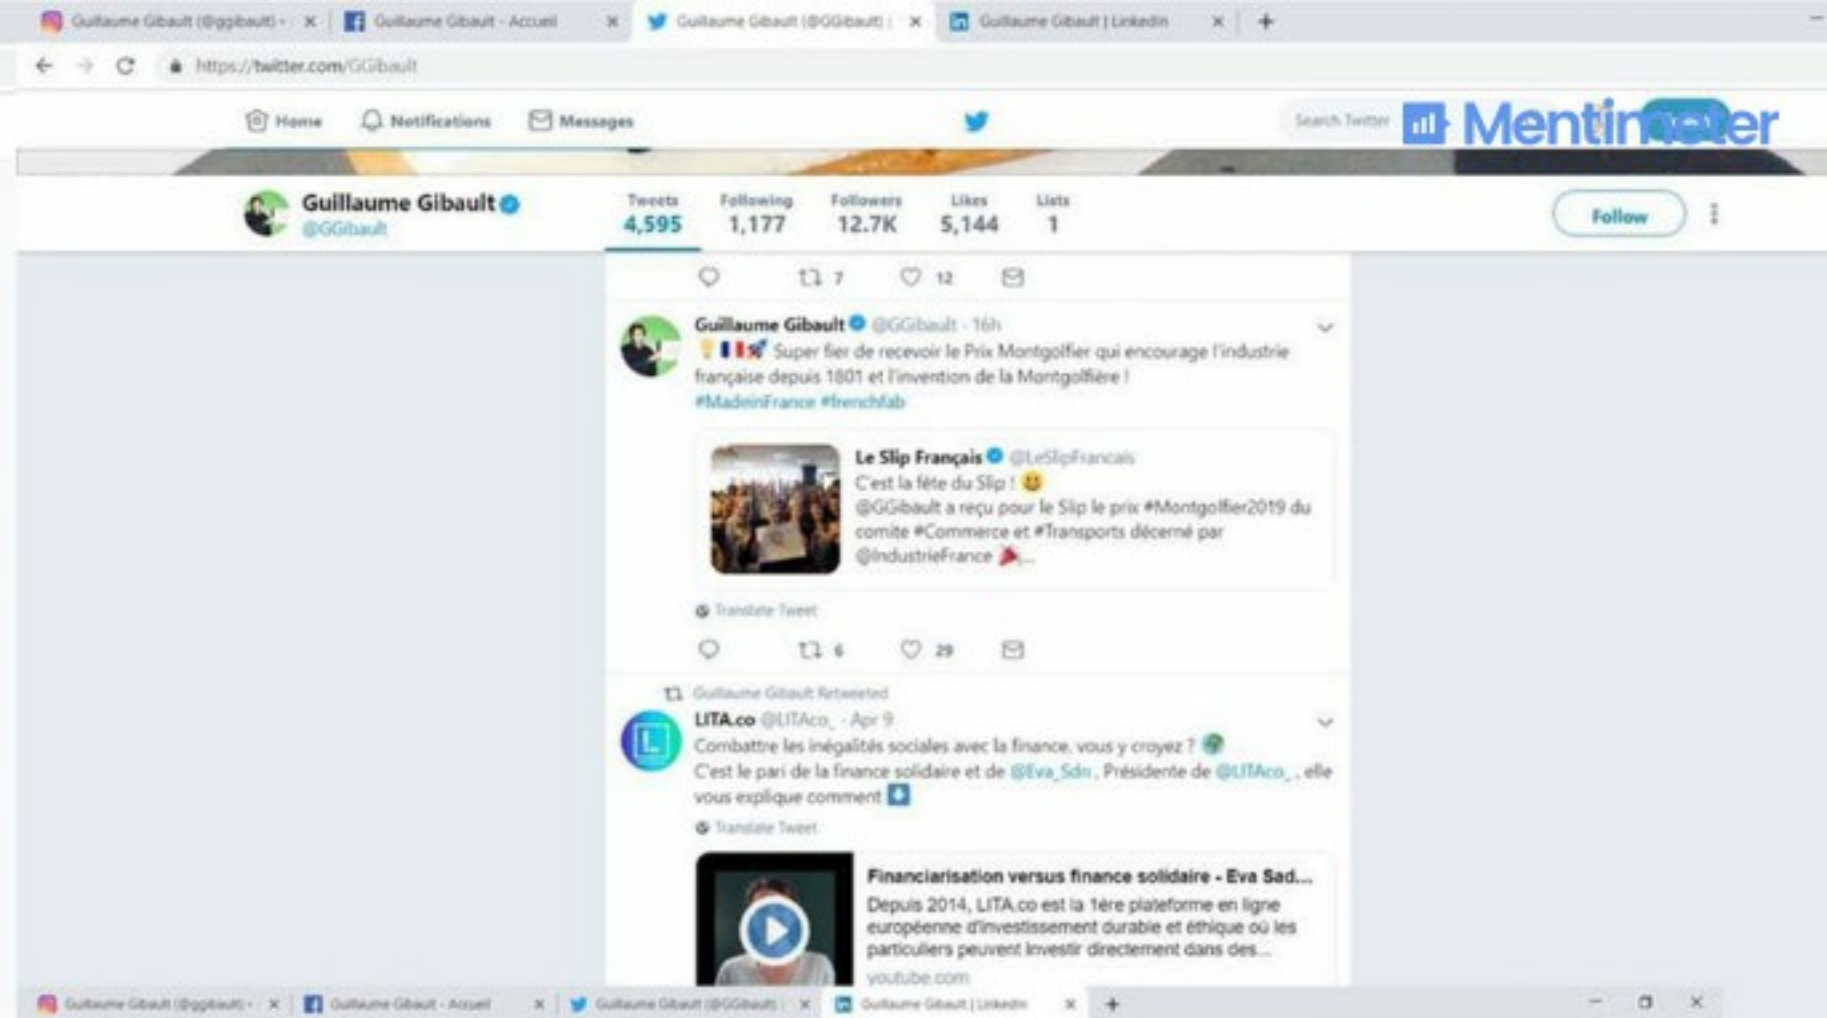 Guillaume Gibault (@ggibault) •
Guillaume Gibault - Accueil
Guillaume Gibault (@GGibault) |
Guillaume Gibault | LinkedIn
https://twitter.com/GGibault
Home
Notifications
Messages
Search Twitter
Mentimeter
Guillaume Gibault
@GGibault
Tweets
4,595
Following
1,177
Followers
12.7K
Likes
5,144
Lists
1
Follow
7
12
Guillaume Gibault @GGibault · 16h
Super fier de recevoir le Prix Montgolfier qui encourage l'industrie
française depuis 1801 et l'invention de la Montgolfière !
#MadeinFrance #frenchfab
Le Slip Français @LeSlipFrancais
C'est la fête du Slip !
@GGibault a reçu pour le Slip le prix #Montgolfier2019 du
comite #Commerce et #Transports décerné par
@IndustrieFrance ...
Translate Tweet
6
29
Guillaume Gibault Retweeted
LITA.co @LITAco_ · Apr 9
Combattre les inégalités sociales avec la finance, vous y croyez ?
C'est le pari de la finance solidaire et de @Eva_Sdn , Présidente de @LITAco_ , elle
vous explique comment
Translate Tweet
Financiarisation versus finance solidaire - Eva Sad...
Depuis 2014, LITA.co est la 1ère plateforme en ligne
européenne d'investissement durable et éthique où les
particuliers peuvent investir directement dans des...
youtube.com
Guillaume Gibault (@ggibault) •
Guillaume Gibault - Accueil
Guillaume Gibault (@GGibault) |
Guillaume Gibault | LinkedIn